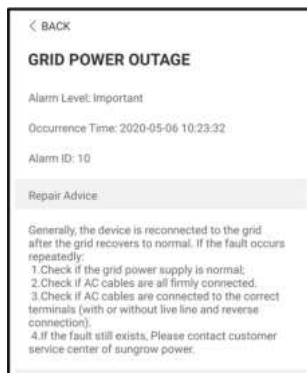 < BACK
GRID POWER OUTAGE
Alarm Level: Important
Occurrence Time: 2020-05-06 10:23:32
Alarm ID: 10
Repair Advice
Generally, the device is reconnected to the grid
after the grid recovers to normal. If the fault occurs
repeatedly:
1.Check if the grid power supply is normal;
2.Check if AC cables are all firmly connected.
3.Check if AC cables are connected to the correct
terminals (with or without live line and reverse
connection).
4.If the fault still exists, Please contact customer
service center of sungrow power.